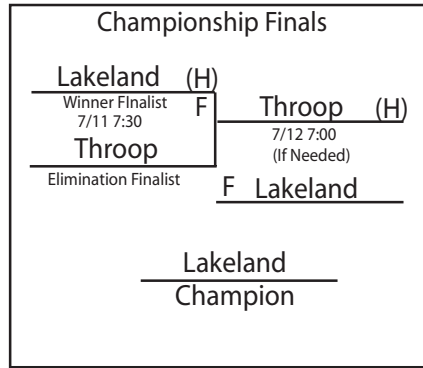 Championship Finals
Lakeland (H)
Winner FInalist F
7/11 7:30
Throop
Elimination Finalist
Throop (H)
7/12 7:00
(If Needed)
F Lakeland
Lakeland
Champion